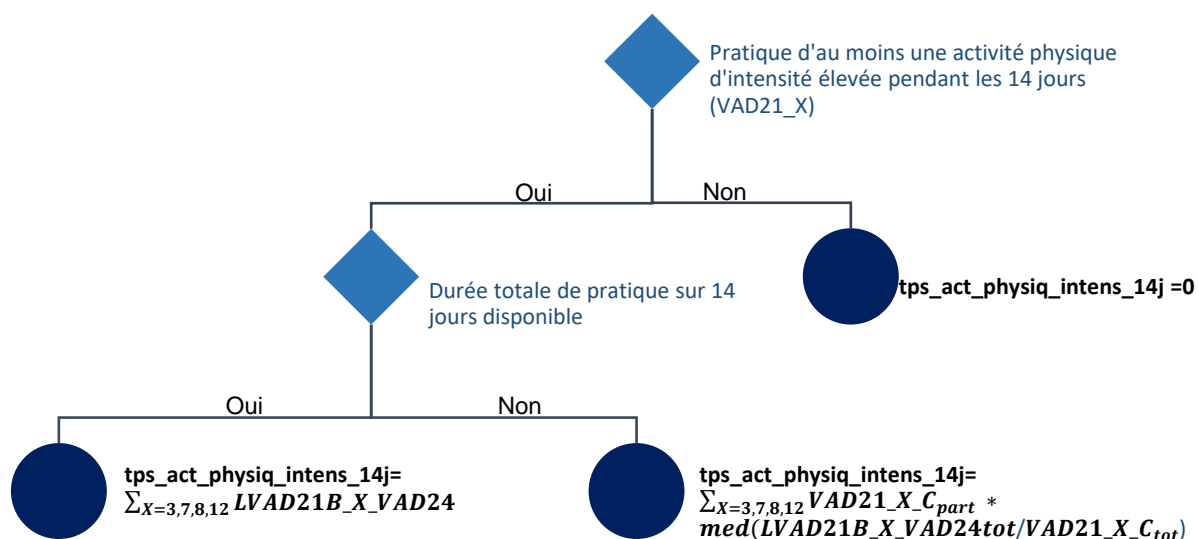 Pratique d'au moins une activité physique
d'intensité élevée pendant les 14 jours
(VAD21_X)
Oui
Non
Durée totale de pratique sur 14
jours disponible
tps_act_physiq_intens_14j =0
Oui
Non
tps_act_physiq_intens_14j=
∑X=3,7,8,12 LVAD21B_X_VAD24
tps_act_physiq_intens_14j=
∑X=3,7,8,12 VAD21_X_Cpart *
med(LVAD21B_X_VAD24tot/VAD21_X_Ctot)